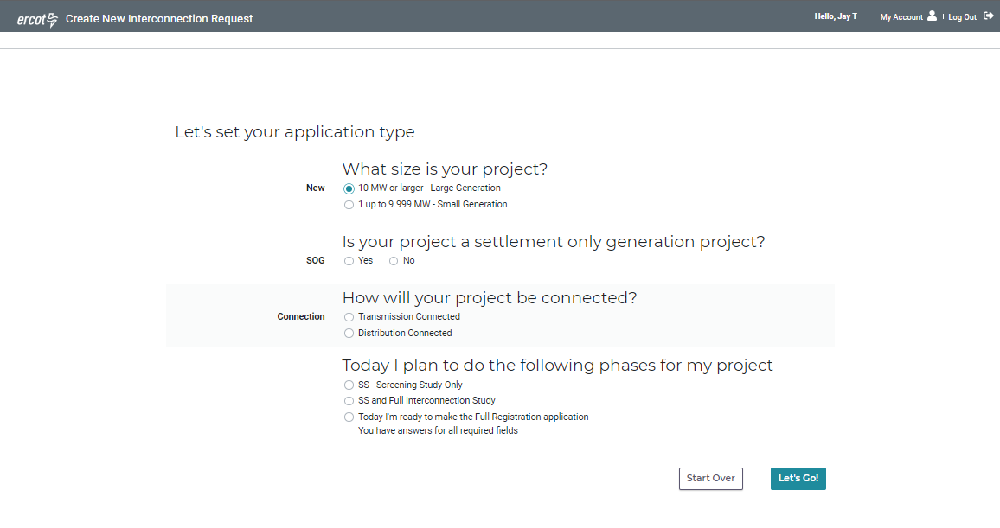 ercot Create New Interconnection Request Hello, Jay T My Account | Log Out
Let's set your application type
What size is your project?
New 10 MW or larger - Large Generation
1 up to 9.999 MW - Small Generation
Is your project a settlement only generation project?
SOG Yes No
How will your project be connected?
Connection Transmission Connected
Distribution Connected
Today I plan to do the following phases for my project
SS - Screening Study Only
SS and Full Interconnection Study
Today I'm ready to make the Full Registration application
You have answers for all required fields
Start Over Let's Go!